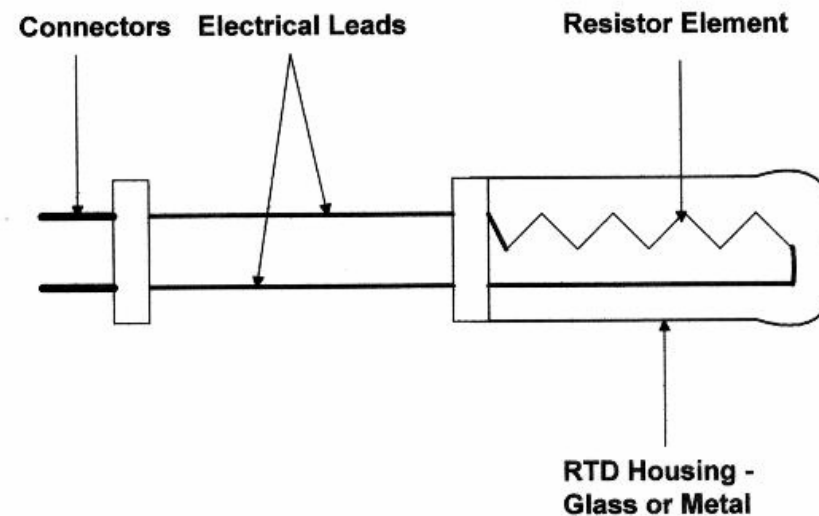 Connectors
Electrical Leads
Resistor Element
RTD Housing -
Glass or Metal